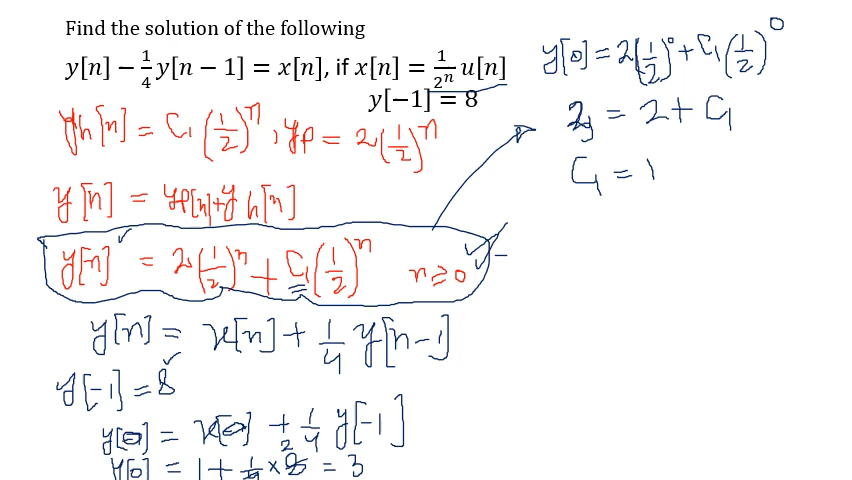 Find the solution of the following
y[n] − 1/4 y[n − 1] = x[n], if x[n] = 1/2ⁿ u[n]
y[−1] = 8
yh[n] = C₁ (1/2)ⁿ, yp = 2(1/2)ⁿ
y[n] = yp[n] + yh[n]
y[n] = 2(1/2)ⁿ + C₁(1/2)ⁿ n ≥ 0
y[n] = x[n] + 1/4 y[n−1]
y[−1] = 8
y[0] = x[0] + 1/4 y[−1]
y[0] = 1 + 1/4 × 8 = 3
y[0] = 2(1/2)⁰ + C₁(1/2)⁰
3 = 2 + C₁
C₁ = 1